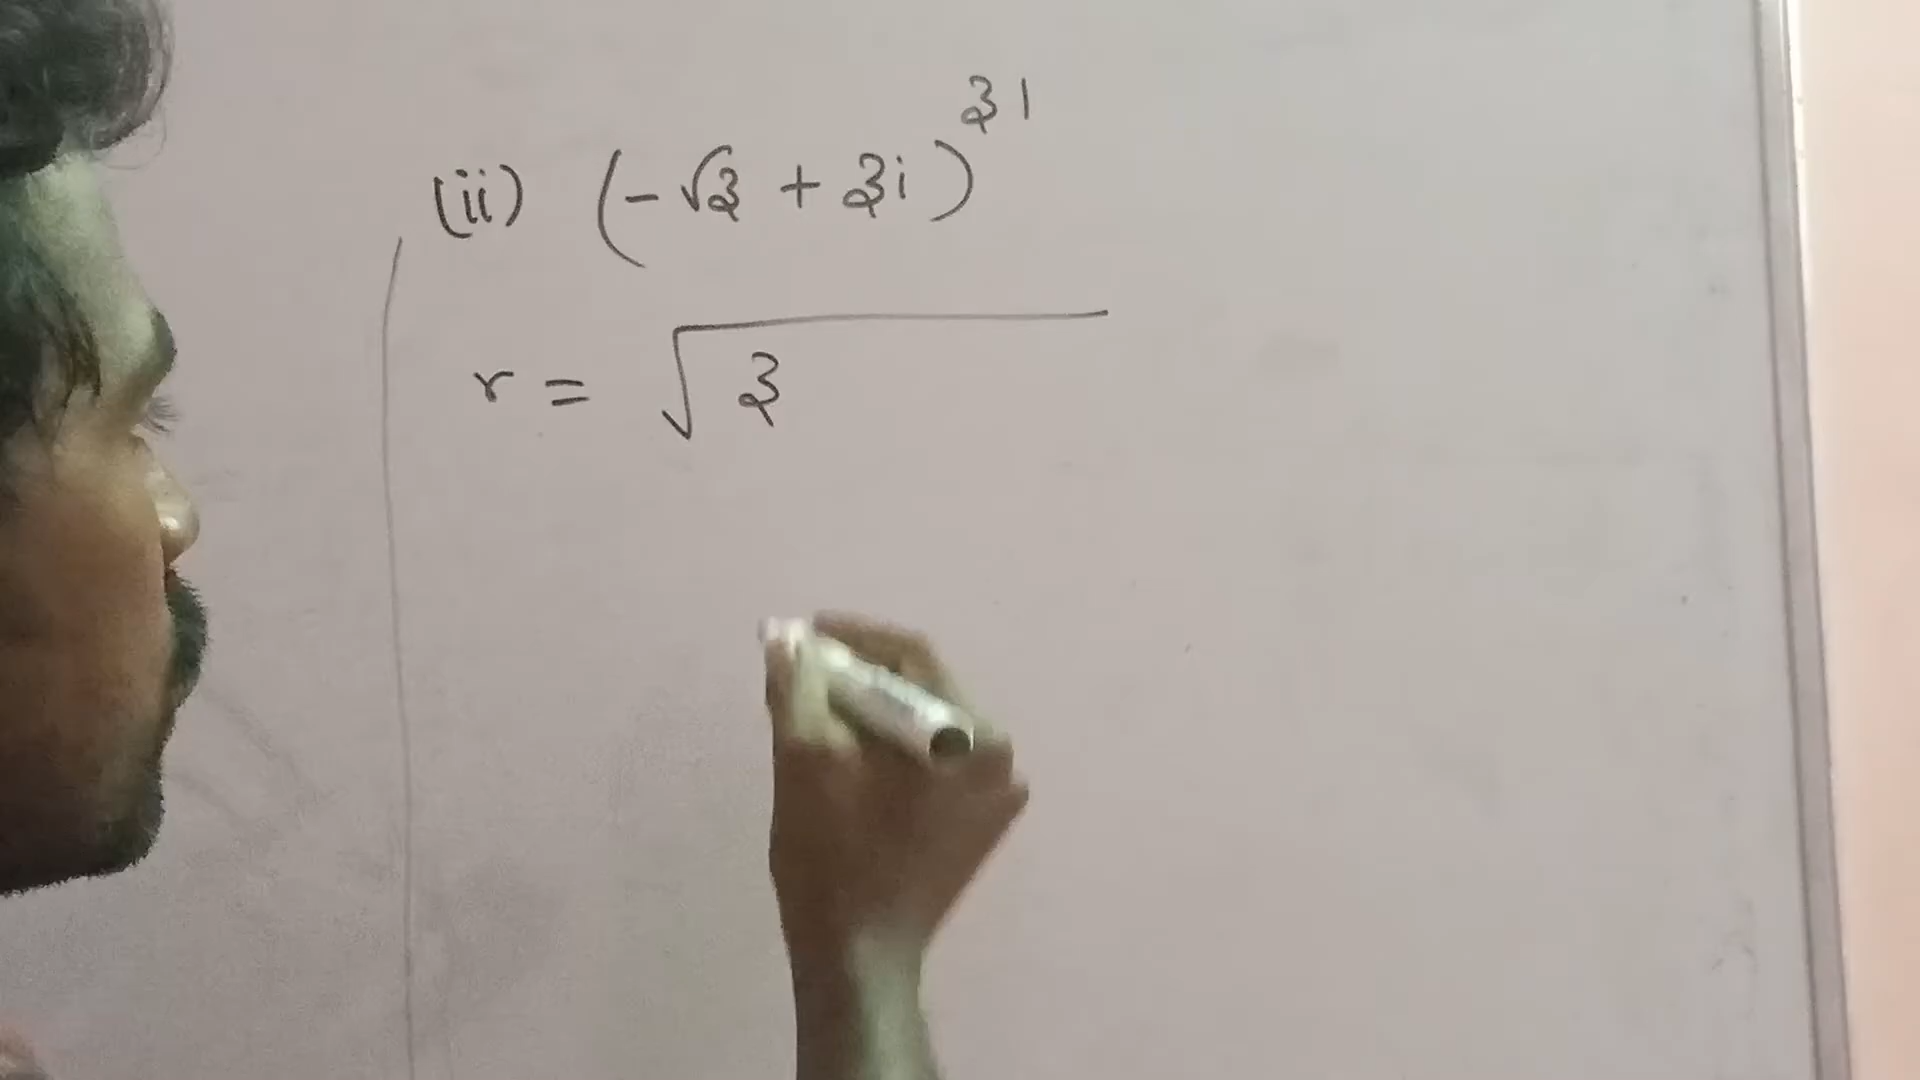 (ii) (-√3 + 3i)^31
r = √3